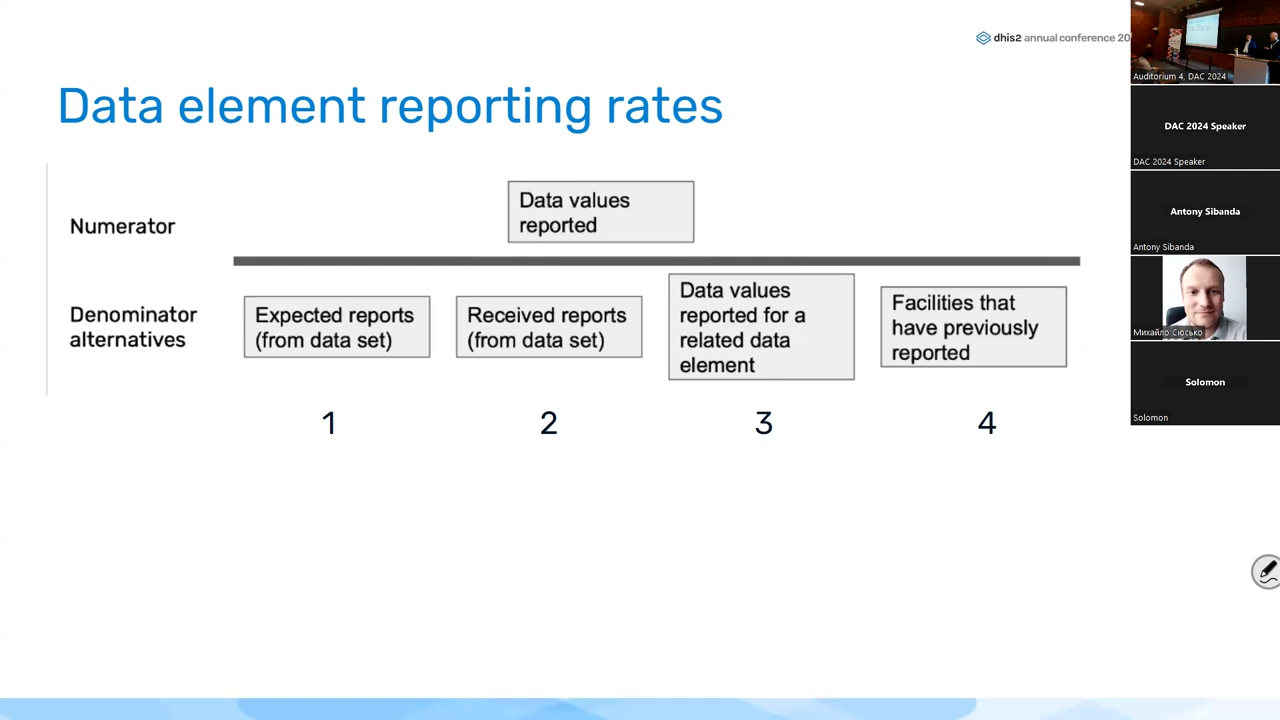 dhis2 annual conference 20
Data element reporting rates
Numerator
Data values
reported
Denominator
alternatives
Expected reports
(from data set)
Received reports
(from data set)
Data values
reported for a
related data
element
Facilities that
have previously
reported
1
2
3
4
Auditorium 4, DAC 2024
DAC 2024 Speaker
DAC 2024 Speaker
Antony Sibanda
Antony Sibanda
Михайло Сюсько
Solomon
Solomon